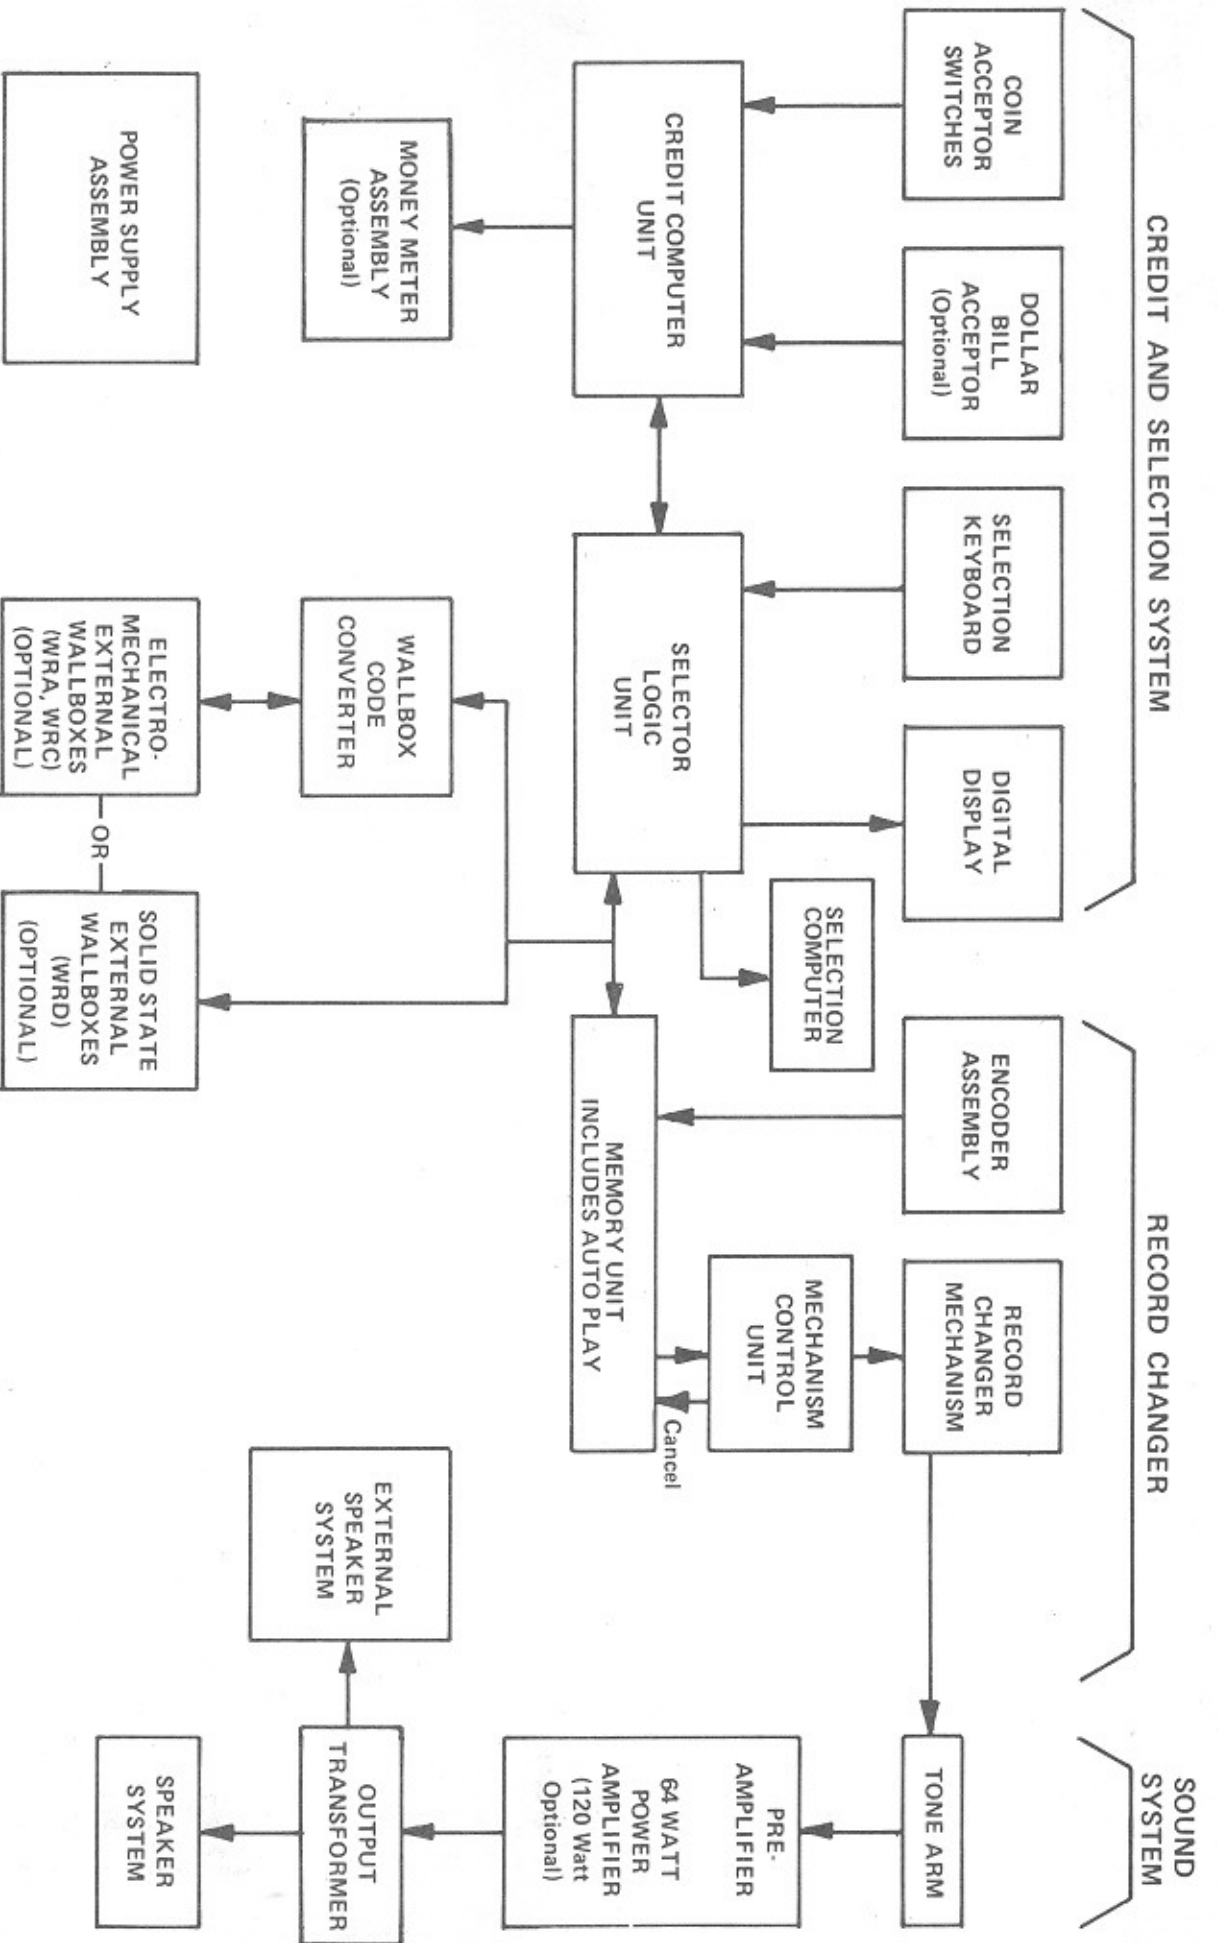 CREDIT AND SELECTION SYSTEM
RECORD CHANGER
SOUND
SYSTEM
COIN
ACCEPTOR
SWITCHES
DOLLAR
BILL
ACCEPTOR
(Optional)
SELECTION
KEYBOARD
DIGITAL
DISPLAY
ENCODER
ASSEMBLY
RECORD
CHANGER
MECHANISM
TONE ARM
SELECTION
COMPUTER
MECHANISM
CONTROL
UNIT
Cancel
CREDIT COMPUTER
UNIT
SELECTOR
LOGIC
UNIT
MEMORY UNIT
INCLUDES AUTO PLAY
PRE-
AMPLIFIER
64 WATT
POWER
AMPLIFIER
(120 Watt
Optional)
MONEY METER
ASSEMBLY
(Optional)
WALLBOX
CODE
CONVERTER
EXTERNAL
SPEAKER
SYSTEM
OUTPUT
TRANSFORMER
POWER SUPPLY
ASSEMBLY
ELECTRO-
MECHANICAL
EXTERNAL
WALLBOXES
(WRA, WRC)
(OPTIONAL)
OR
SOLID STATE
EXTERNAL
WALLBOXES
(WRD)
(OPTIONAL)
SPEAKER
SYSTEM